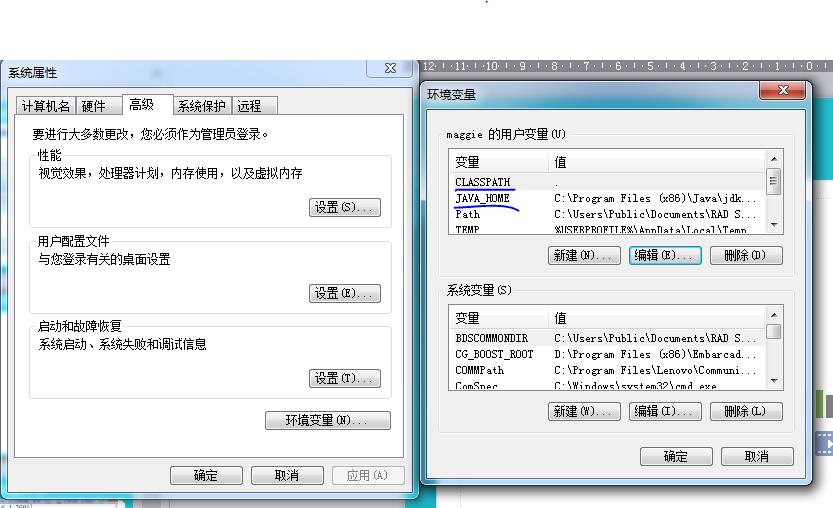 系统属性
计算机名 硬件 高级 系统保护 远程
要进行大多数更改，您必须作为管理员登录。
性能
视觉效果，处理器计划，内存使用，以及虚拟内存
设置(S)...
用户配置文件
与您登录有关的桌面设置
设置(E)...
启动和故障恢复
系统启动、系统失败和调试信息
设置(T)...
环境变量(N)...
确定 取消 应用(A)
12 11 10 9 8 7 6 5 4 3 2 1 0
环境变量
maggie 的用户变量(U)
变量 值
CLASSPATH .
JAVA_HOME C:\Program Files (x86)\Java\jdk...
Path C:\Users\Public\Documents\RAD S...
TEMP %USERPROFILE%\AppData\Local\Temp
新建(N)... 编辑(E)... 删除(D)
系统变量(S)
变量 值
BDSCOMMONDIR C:\Users\Public\Documents\RAD S...
CG_BOOST_ROOT D:\Program Files (x86)\Embarcad...
COMMPath C:\Program Files\Lenovo\Communi...
ComSpec C:\Windows\system32\cmd.exe
新建(W)... 编辑(I)... 删除(L)
确定 取消